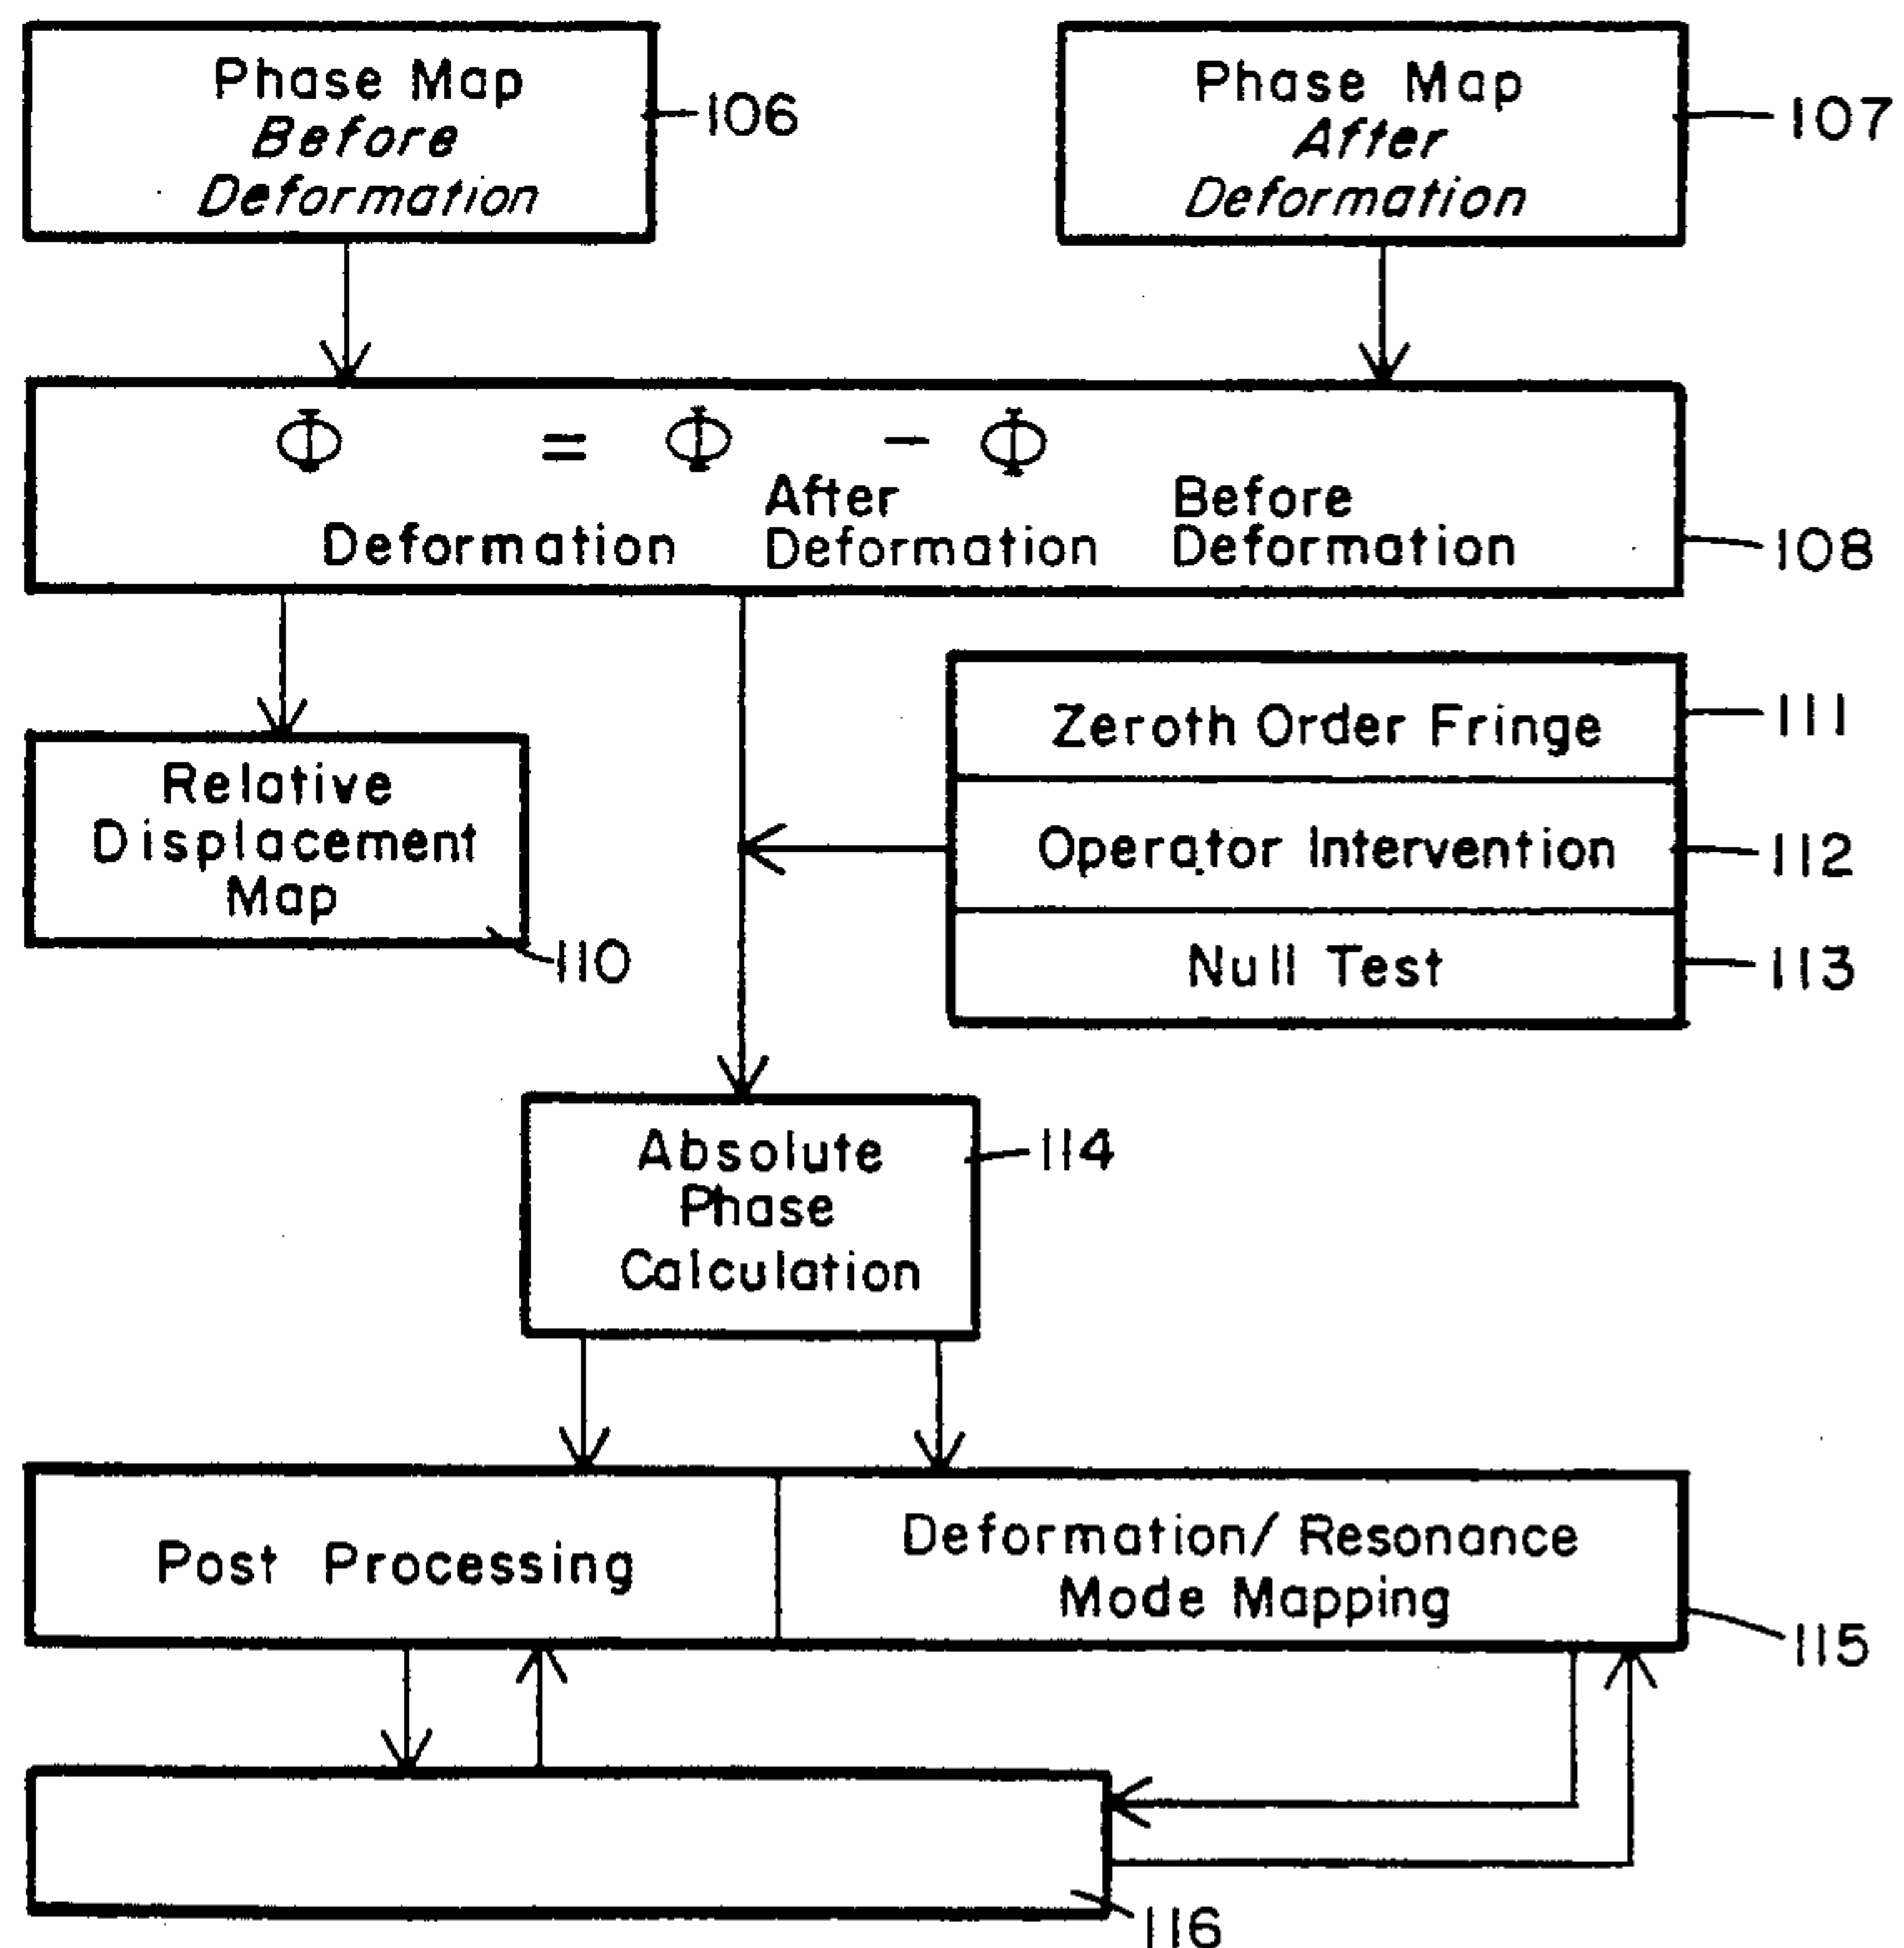 Phase Map
Before
Deformation
106
Phase Map
After
Deformation
107
Φ = Φ - Φ
After Before
Deformation Deformation Deformation
108
Relative
Displacement
Map
110
Zeroth Order Fringe
111
Operator Intervention
112
Null Test
113
Absolute
Phase
Calculation
114
Post Processing
Deformation/ Resonance
Mode Mapping
115
116